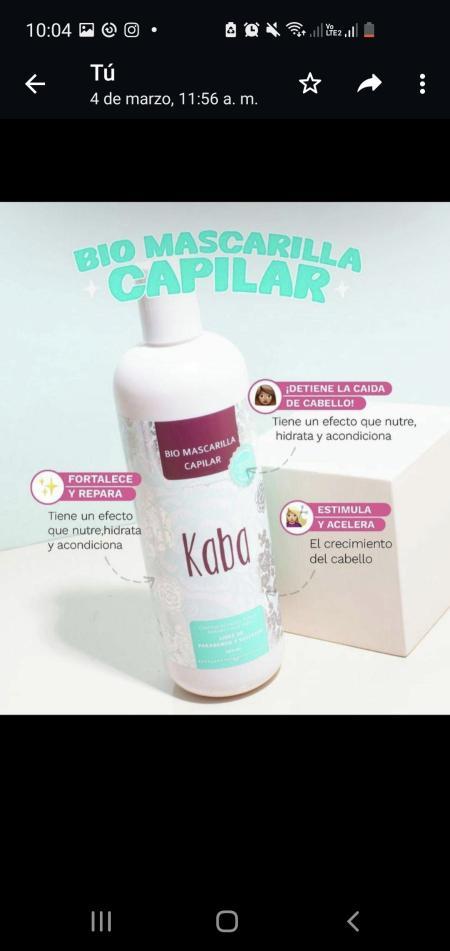 10:04
Vo
LTE2
Tú
4 de marzo, 11:56 a. m.
BIO MASCARILLA
CAPILAR
¡DETIENE LA CAIDA
DE CABELLO!
Tiene un efecto que nutre,
hidrata y acondiciona
BIO MASCARILLA
CAPILAR
FORTALECE
Y REPARA
Tiene un efecto
que nutre,hidrata
y acondiciona
ESTIMULA
Y ACELERA
El crecimiento
del cabello
Kaba
LIBRE DE